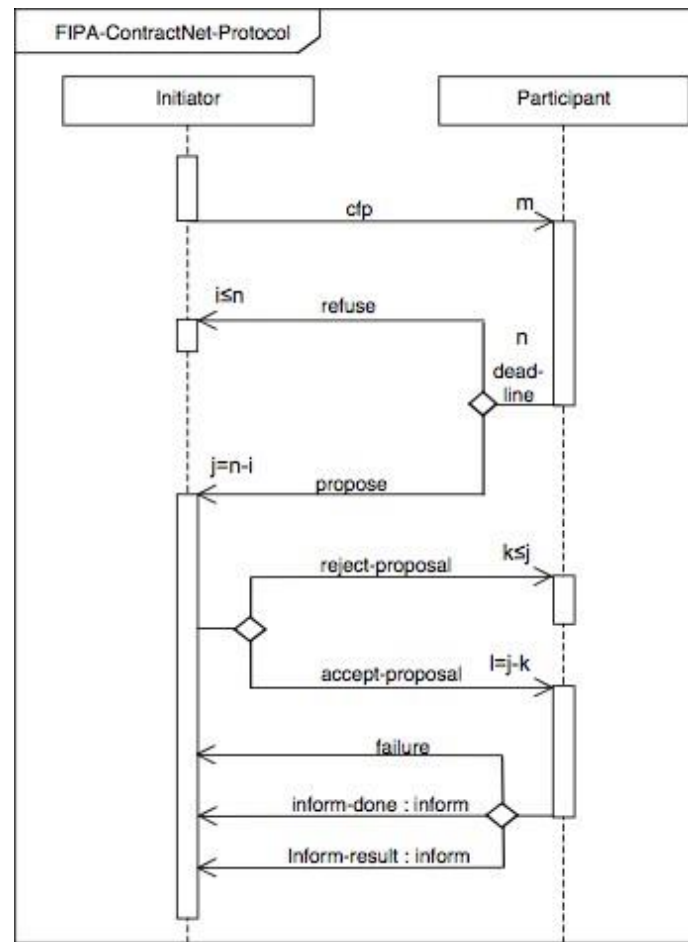 FIPA-ContractNet-Protocol
Initiator
Participant
cfp
m
i≤n
refuse
n
dead-
line
j=n-i
propose
reject-proposal
k≤j
accept-proposal
l=j-k
failure
inform-done : inform
Inform-result : inform